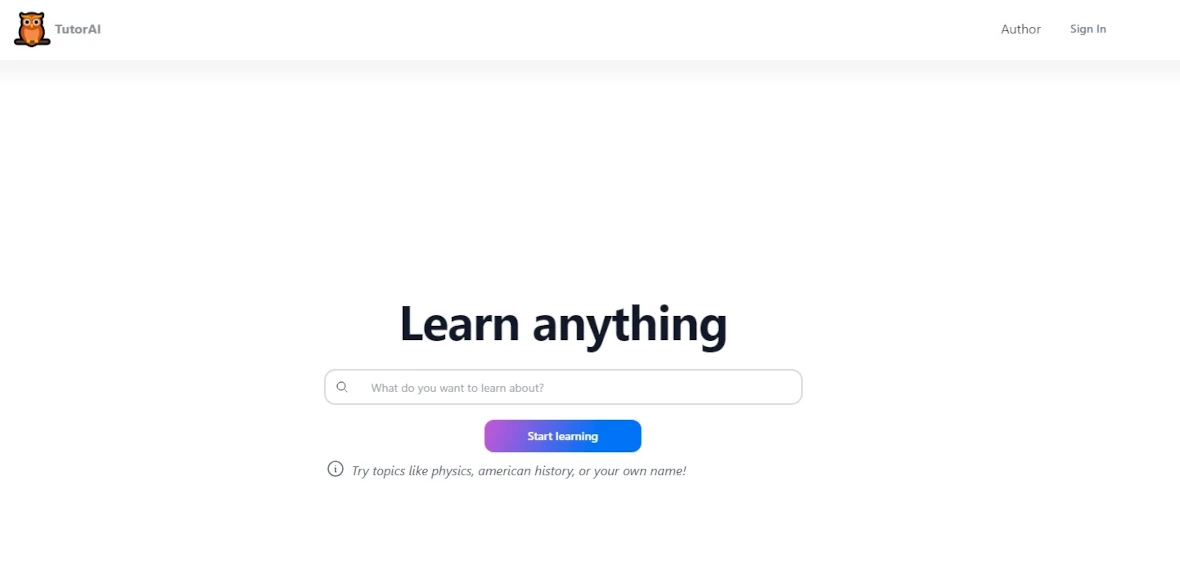 TutorAI
Author
Sign In
Learn anything
What do you want to learn about?
Start learning
Try topics like physics, american history, or your own name!